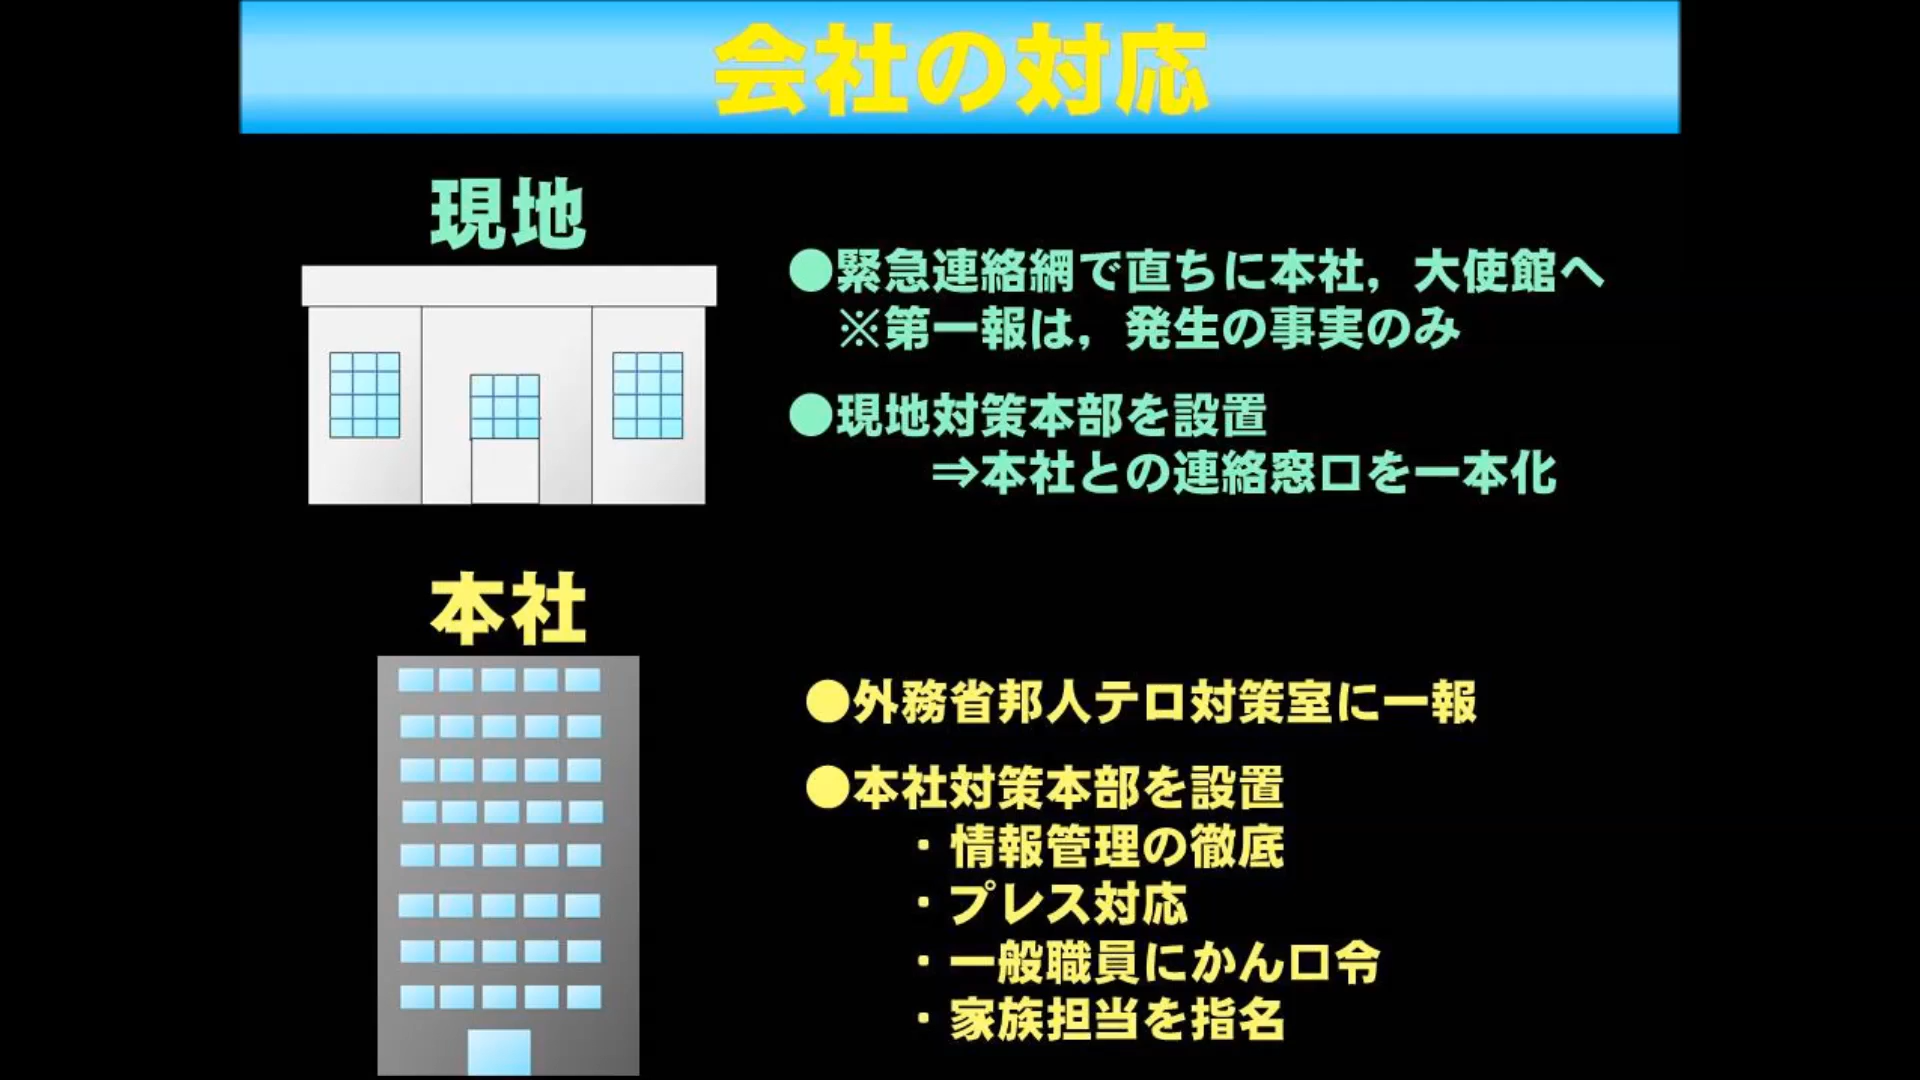 会社の対応
現地
●緊急連絡網で直ちに本社，大使館へ
※第一報は，発生の事実のみ
●現地対策本部を設置
⇒本社との連絡窓口を一本化
本社
●外務省邦人テロ対策室に一報
●本社対策本部を設置
・情報管理の徹底
・プレス対応
・一般職員にかん口令
・家族担当を指名